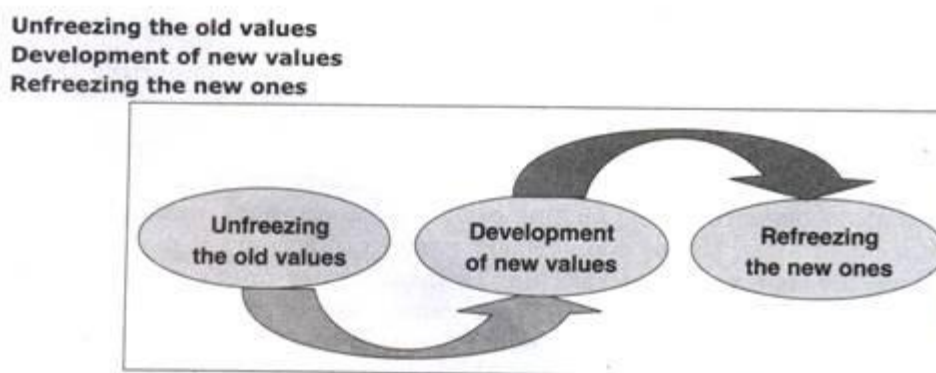 Unfreezing the old values
Development of new values
Refreezing the new ones
Unfreezing
the old values
Development
of new values
Refreezing
the new ones